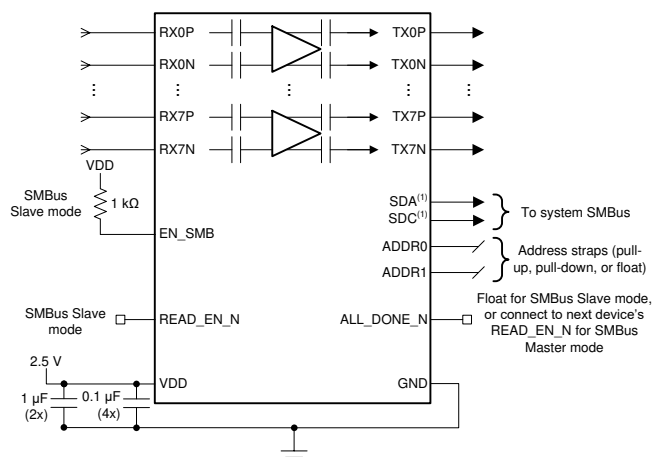 RX0P
TX0P
RX0N
TX0N
RX7P
TX7P
RX7N
TX7N
VDD
SMBus
Slave mode
1 kΩ
EN_SMB
SDA(1)
SDC(1)
To system SMBus
ADDR0
ADDR1
Address straps (pull-
up, pull-down, or float)
SMBus Slave
mode
READ_EN_N
ALL_DONE_N
Float for SMBus Slave mode,
or connect to next device's
READ_EN_N for SMBus
Master mode
2.5 V
VDD
GND
1 µF
(2x)
0.1 µF
(4x)